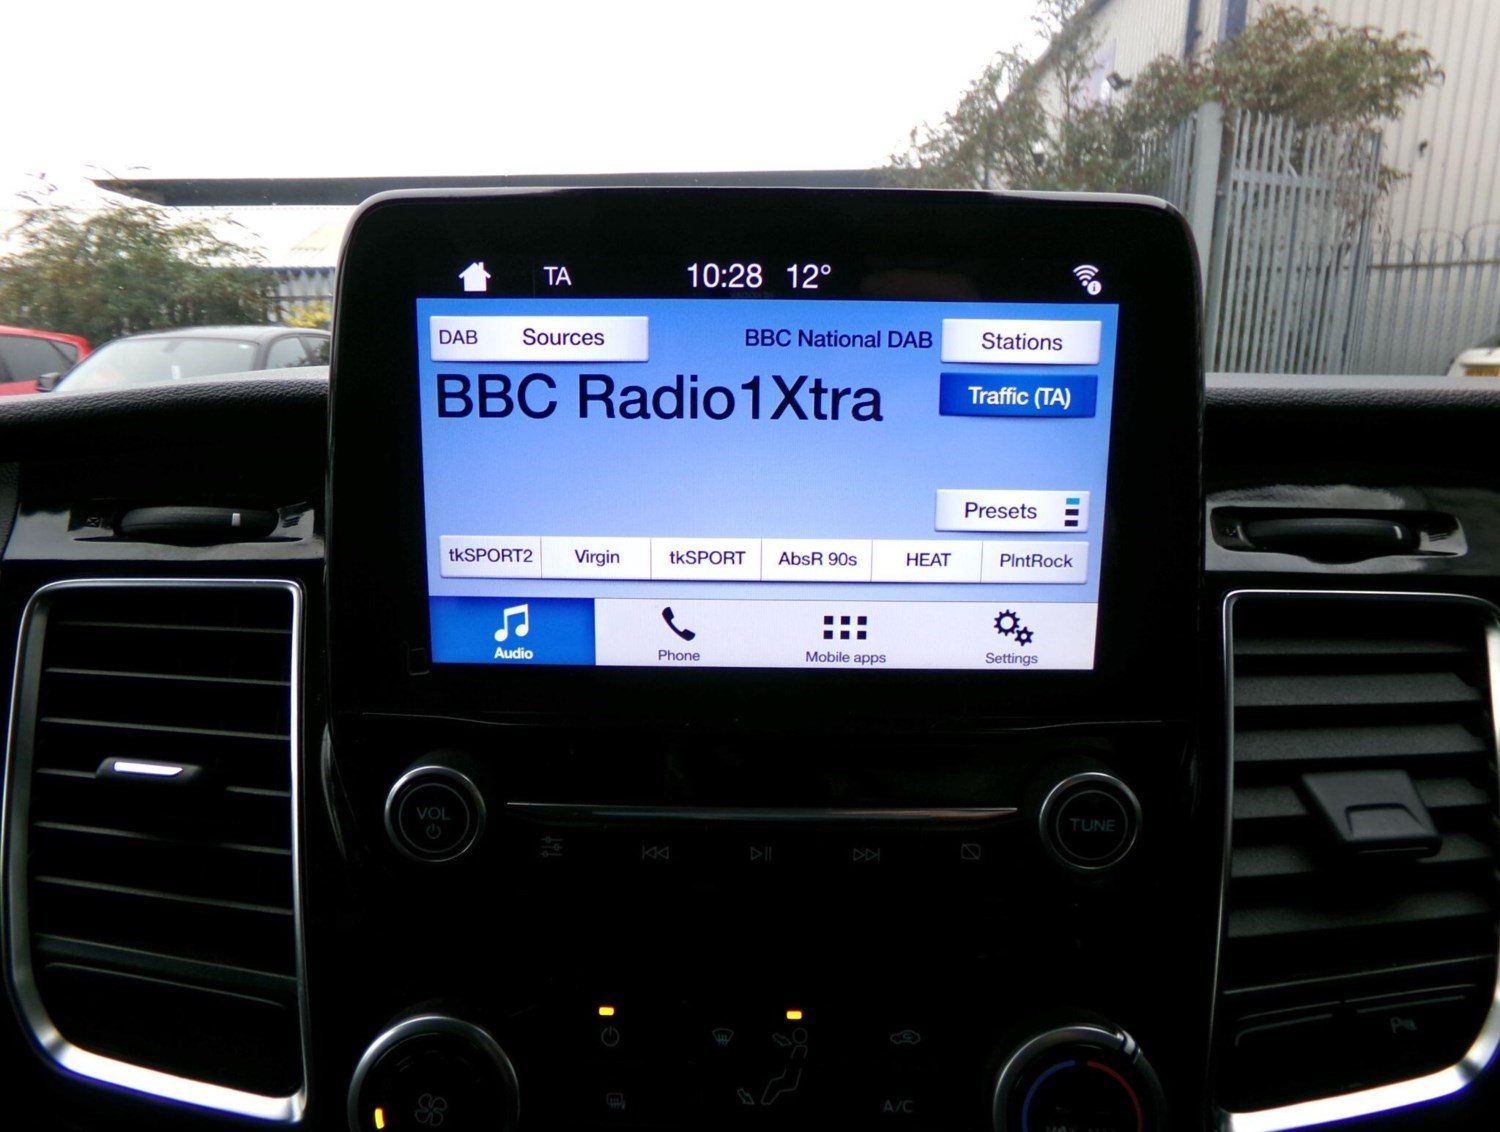 TA 10:28 12°
DAB Sources BBC National DAB Stations
BBC Radio1Xtra Traffic (TA)
Presets
tkSPORT2 Virgin tkSPORT AbsR 90s HEAT PlntRock
Audio Phone Mobile apps Settings
VOL TUNE
A/C